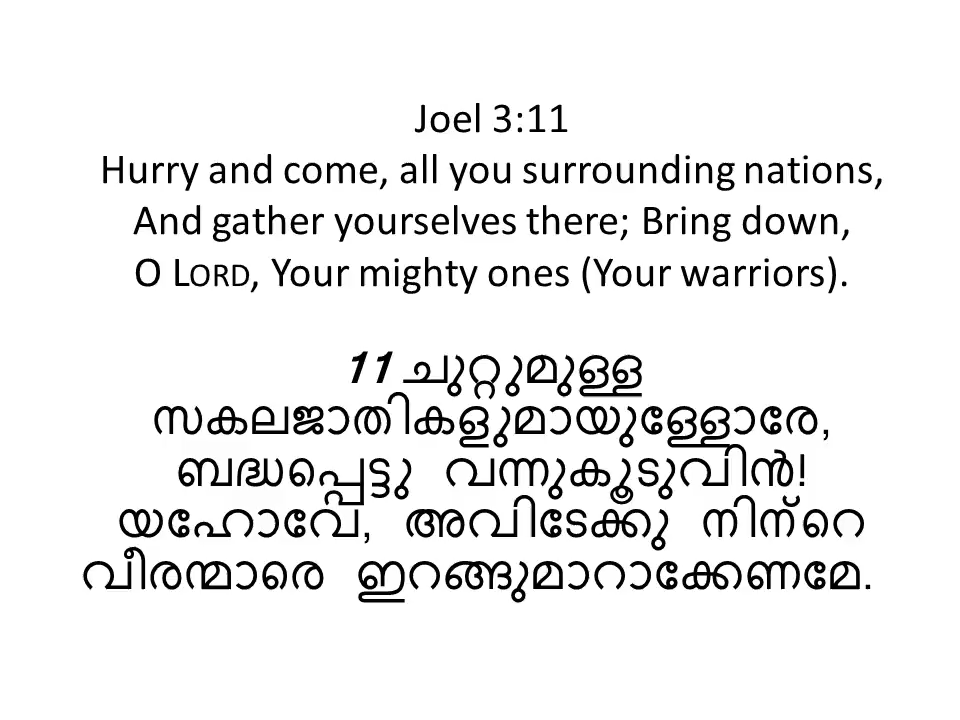 Joel 3:11
Hurry and come, all you surrounding nations,
And gather yourselves there; Bring down,
O LORD, Your mighty ones (Your warriors).
11 ചുറ്റുമുള്ള
സകലജാതികളുമായുള്ളോരേ,
ബദ്ധപ്പെട്ടു വന്നുകൂടുവിൻ!
യഹോവേ, അവിടേക്കു നിന്റെ
വീരന്മാരെ ഇറങ്ങുമാറാക്കേണമേ.